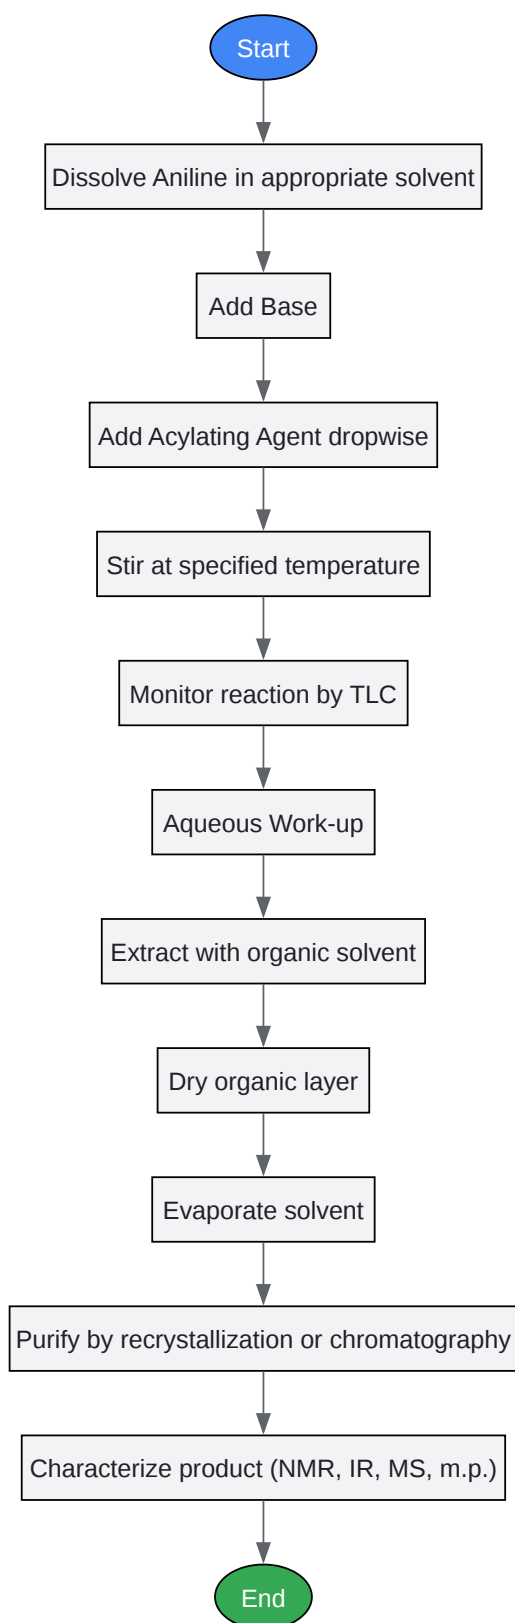 Start
Dissolve Aniline in appropriate solvent
Add Base
Add Acylating Agent dropwise
Stir at specified temperature
Monitor reaction by TLC
Aqueous Work-up
Extract with organic solvent
Dry organic layer
Evaporate solvent
Purify by recrystallization or chromatography
Characterize product (NMR, IR, MS, m.p.)
End